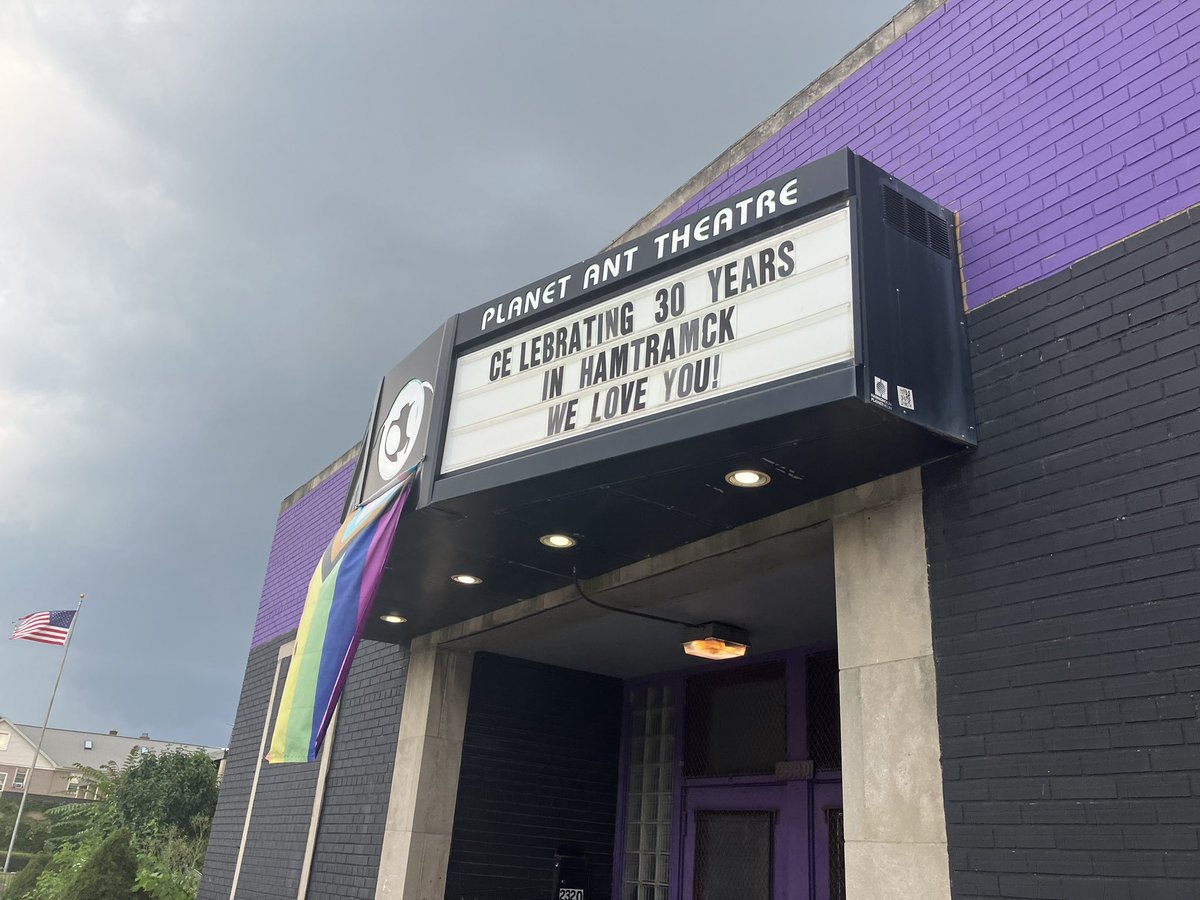 PLANET ANT THEATRE
CE LEBRATING 30 YEARS
IN HAMTRAMCK
WE LOVE YOU!
2320